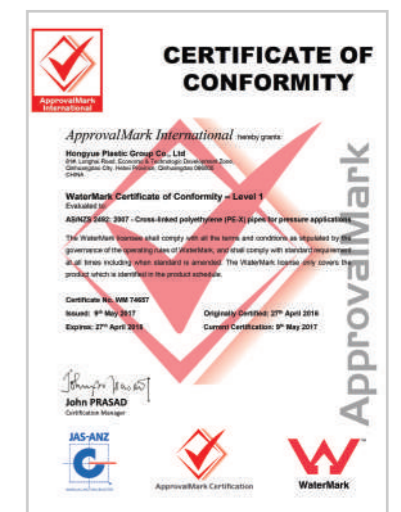 CERTIFICATE OF
CONFORMITY
ApprovalMark
International
ApprovalMark International hereby grants:
Hongyue Plastic Group Co., Ltd
CHINA
WaterMark Certificate of Conformity – Level 1
Evaluated to:
AS/NZS 2492: 2007 - Cross-linked polyethylene (PE-X) pipes for pressure applications
The WaterMark licensee shall comply with all the terms and conditions as stipulated by the
governance of the operating rules of WaterMark, and shall comply with standard requirement
at all times including when standard is amended. The WaterMark license only covers the
product which is identified in the product schedule.
Certificate No. WM 74657
Issued: 9th May 2017 Originally Certified: 27th April 2016
Expires: 27th April 2018 Current Certification: 9th May 2017
ApprovalMark
John PRASAD
Certification Manager
JAS-ANZ
ApprovalMark Certification
WaterMark
TM